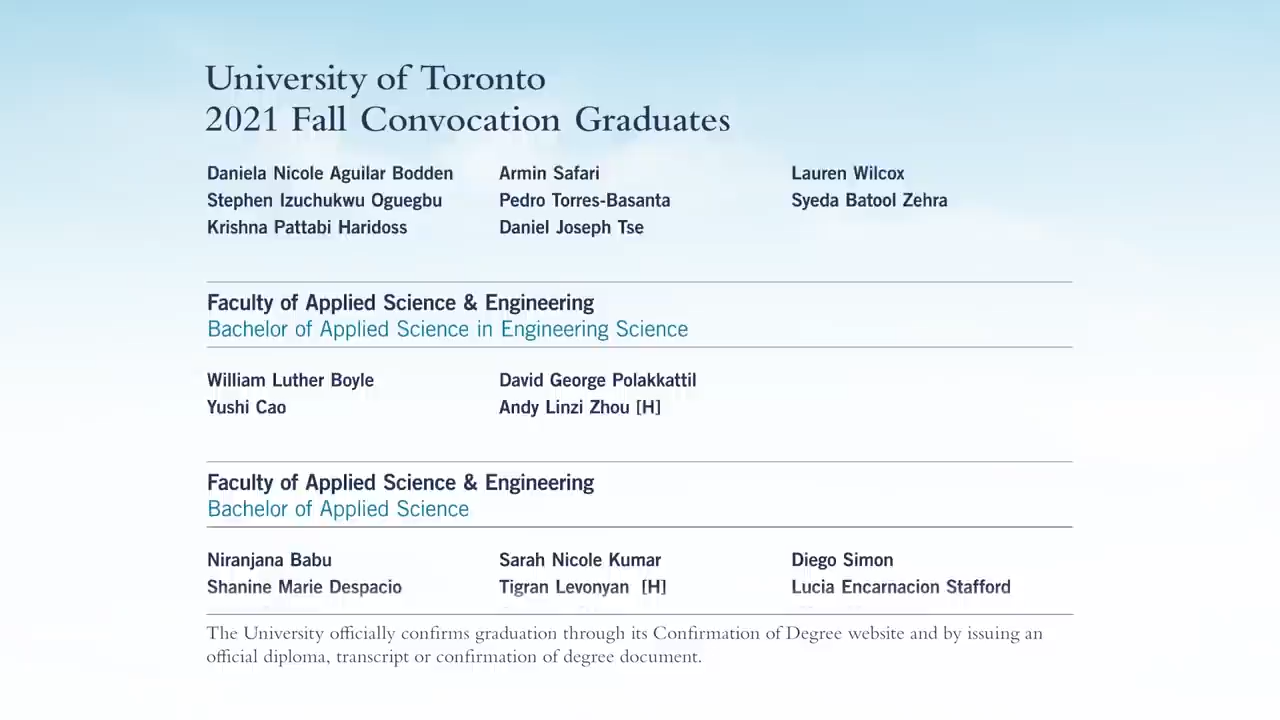 University of Toronto
2021 Fall Convocation Graduates
Daniela Nicole Aguilar Bodden Armin Safari Lauren Wilcox
Stephen Izuchukwu Oguegbu Pedro Torres-Basanta Syeda Batool Zehra
Krishna Pattabi Haridoss Daniel Joseph Tse
Faculty of Applied Science & Engineering
Bachelor of Applied Science in Engineering Science
William Luther Boyle David George Polakkattil
Yushi Cao Andy Linzi Zhou [H]
Faculty of Applied Science & Engineering
Bachelor of Applied Science
Niranjana Babu Sarah Nicole Kumar Diego Simon
Shanine Marie Despacio Tigran Levonyan [H] Lucia Encarnacion Stafford
The University officially confirms graduation through its Confirmation of Degree website and by issuing an
official diploma, transcript or confirmation of degree document.